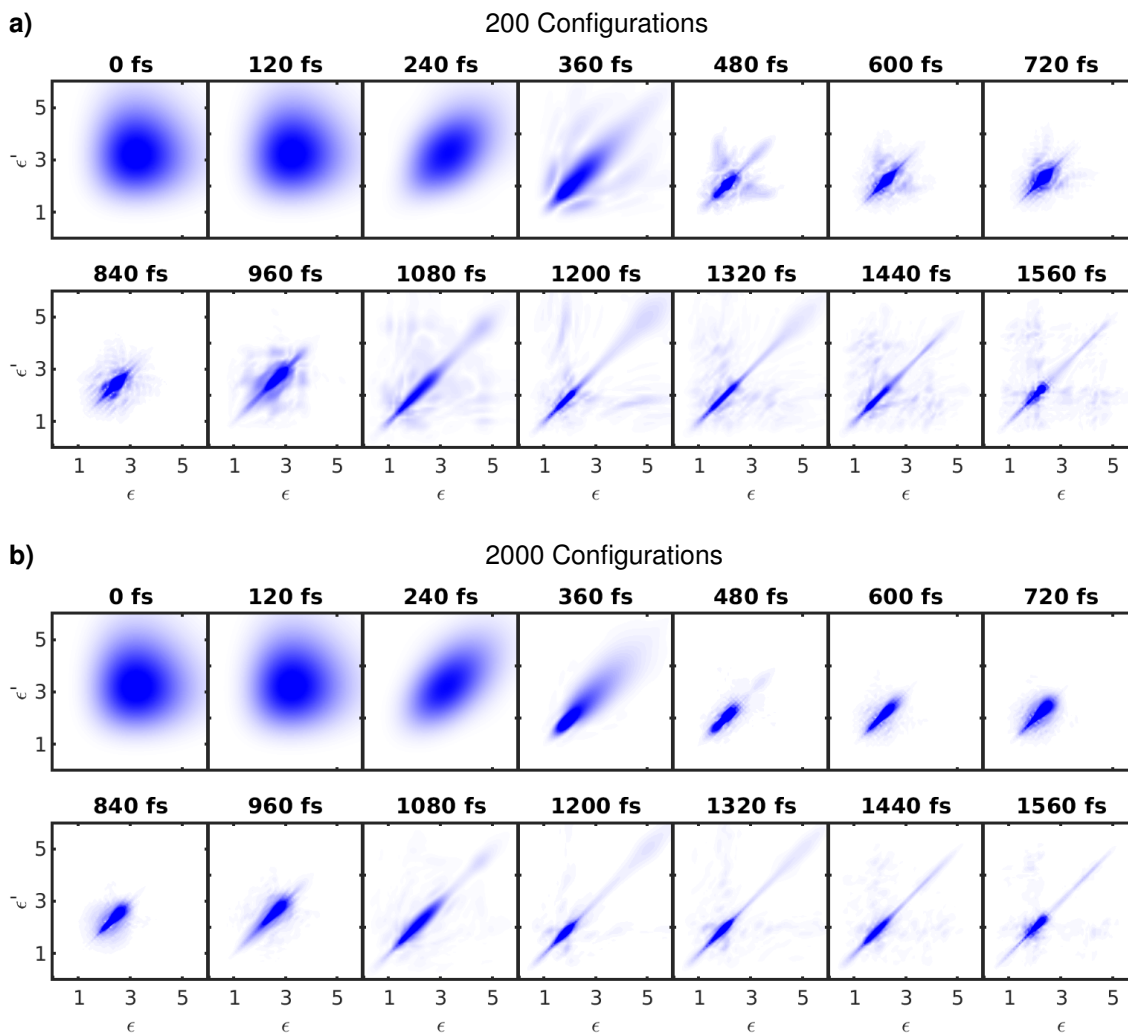 a) 200 Configurations
0 fs 120 fs 240 fs 360 fs 480 fs 600 fs 720 fs
5
ϵ' 3
1
840 fs 960 fs 1080 fs 1200 fs 1320 fs 1440 fs 1560 fs
5
ϵ' 3
1
1 3 5 1 3 5 1 3 5 1 3 5 1 3 5 1 3 5 1 3 5
ϵ ϵ ϵ ϵ ϵ ϵ ϵ
b) 2000 Configurations
0 fs 120 fs 240 fs 360 fs 480 fs 600 fs 720 fs
5
ϵ' 3
1
840 fs 960 fs 1080 fs 1200 fs 1320 fs 1440 fs 1560 fs
5
ϵ' 3
1
1 3 5 1 3 5 1 3 5 1 3 5 1 3 5 1 3 5 1 3 5
ϵ ϵ ϵ ϵ ϵ ϵ ϵ